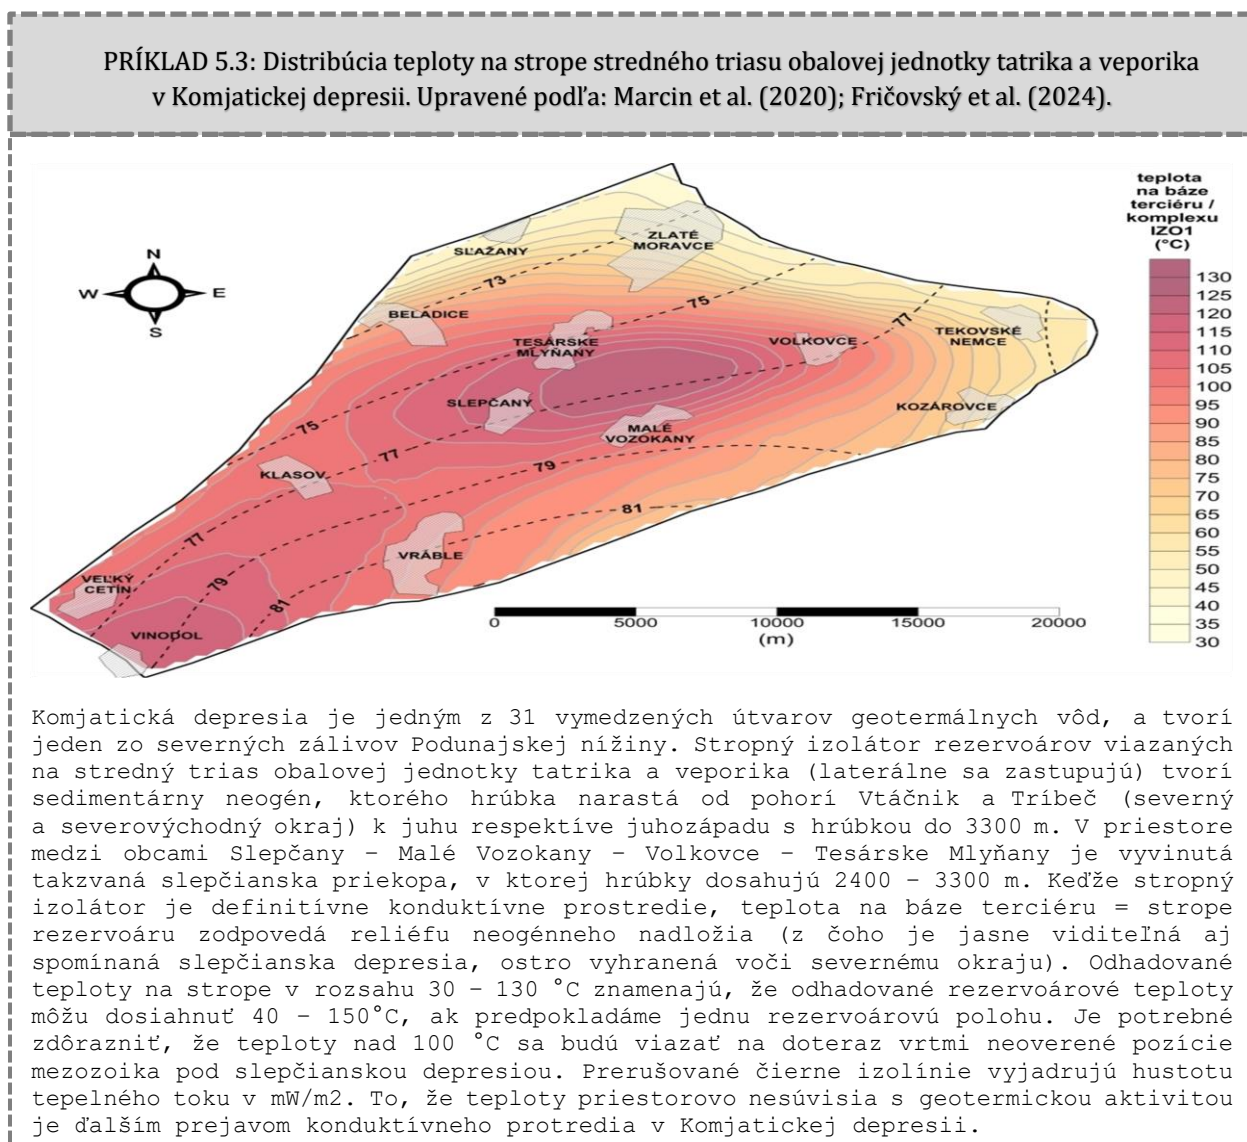 PRÍKLAD 5.3: Distribúcia teploty na strope stredného triasu obalovej jednotky tatrika a veporika
v Komjatickej depresii. Upravené podľa: Marcin et al. (2020); Fričovský et al. (2024).
teplota
na báze
terciéru /
komplexu
IZO1
(°C)
130
125
120
115
110
105
100
95
90
85
80
75
70
65
60
55
50
45
40
35
30
N
W
E
S
SĽAŽANY
ZLATÉ
MORAVCE
73
75
77
BELADICE
TESÁRSKE
MLYŇANY
VOLKOVCE
TEKOVSKÉ
NEMCE
SLEPČANY
KOZÁROVCE
MALÉ
VOZOKANY
75
77
79
KLASOV
81
77
VRÁBLE
79
VEĽKÝ
CETÍN
81
VINODOL
0
5000
10000
15000
20000
(m)
Komjatická depresia je jedným z 31 vymedzených útvarov geotermálnych vôd, a tvorí
jeden zo severných zálivov Podunajskej nížiny. Stropný izolátor rezervoárov viazaných
na stredný trias obalovej jednotky tatrika a veporika (laterálne sa zastupujú) tvorí
sedimentárny neogén, ktorého hrúbka narastá od pohorí Vtáčnik a Tríbeč (severný
a severovýchodný okraj) k juhu respektíve juhozápadu s hrúbkou do 3300 m. V priestore
medzi obcami Slepčany – Malé Vozokany – Volkovce – Tesárske Mlyňany je vyvinutá
takzvaná slepčianska priekopa, v ktorej hrúbky dosahujú 2400 – 3300 m. Keďže stropný
izolátor je definitívne konduktívne prostredie, teplota na báze terciéru = strope
rezervoáru zodpovedá reliéfu neogénneho nadložia (z čoho je jasne viditeľná aj
spomínaná slepčianska depresia, ostro vyhranená voči severnému okraju). Odhadované
teploty na strope v rozsahu 30 – 130 °C znamenajú, že odhadované rezervoárové teploty
môžu dosiahnuť 40 – 150°C, ak predpokladáme jednu rezervoárovú polohu. Je potrebné
zdôrazniť, že teploty nad 100 °C sa budú viazať na doteraz vrtmi neoverené pozície
mezozoika pod slepčianskou depresiou. Prerušované čierne izolínie vyjadrujú hustotu
tepelného toku v mW/m2. To, že teploty priestorovo nesúvisia s geotermickou aktivitou
je ďalším prejavom konduktívneho protredia v Komjatickej depresii.